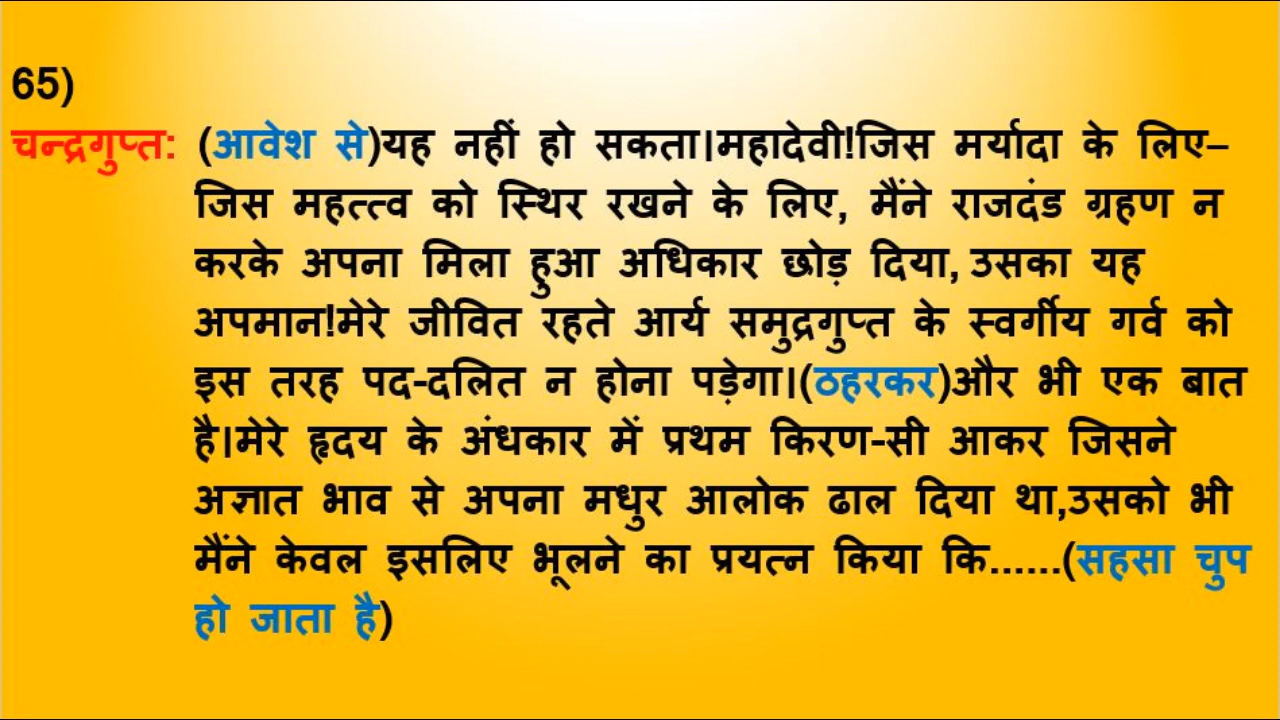 65)
चन्द्रगुप्त: (आवेश से)यह नहीं हो सकता।महादेवी!जिस मर्यादा के लिए–
जिस महत्त्व को स्थिर रखने के लिए, मैंने राजदंड ग्रहण न
करके अपना मिला हुआ अधिकार छोड़ दिया, उसका यह
अपमान!मेरे जीवित रहते आर्य समुद्रगुप्त के स्वर्गीय गर्व को
इस तरह पद-दलित न होना पड़ेगा।(ठहरकर)और भी एक बात
है।मेरे हृदय के अंधकार में प्रथम किरण-सी आकर जिसने
अज्ञात भाव से अपना मधुर आलोक ढाल दिया था,उसको भी
मैंने केवल इसलिए भूलने का प्रयत्न किया कि......(सहसा चुप
हो जाता है)